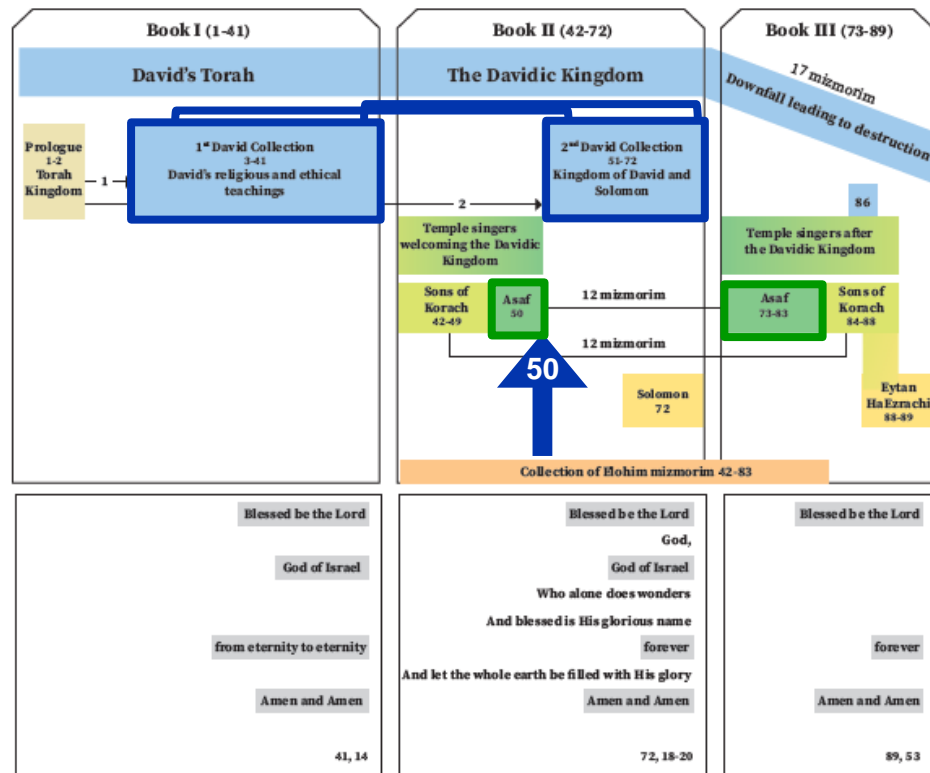 Book I (1-41)
David's Torah
Prologue
1-2
Torah
Kingdom
1
1st David Collection
3-41
David's religious and ethical
teachings
2
Book II (42-72)
The Davidic Kingdom
2nd David Collection
51-72
Kingdom of David and
Solomon
Temple singers
welcoming the Davidic
Kingdom
Sons of
Korach
42-49
Asaf
50
12 mizmorim
12 mizmorim
50
Solomon
72
Book III (73-89)
17 mizmorim
Downfall leading to destruction
86
Temple singers after
the Davidic Kingdom
Asaf
73-83
Sons of
Korach
84-88
Eytan
HaEzrachi
88-89
Collection of Elohim mizmorim 42-83
Blessed be the Lord
God of Israel
from eternity to eternity
Amen and Amen
41, 14
Blessed be the Lord
God,
God of Israel
Who alone does wonders
And blessed is His glorious name
forever
And let the whole earth be filled with His glory
Amen and Amen
72, 18-20
Blessed be the Lord
forever
Amen and Amen
89, 53